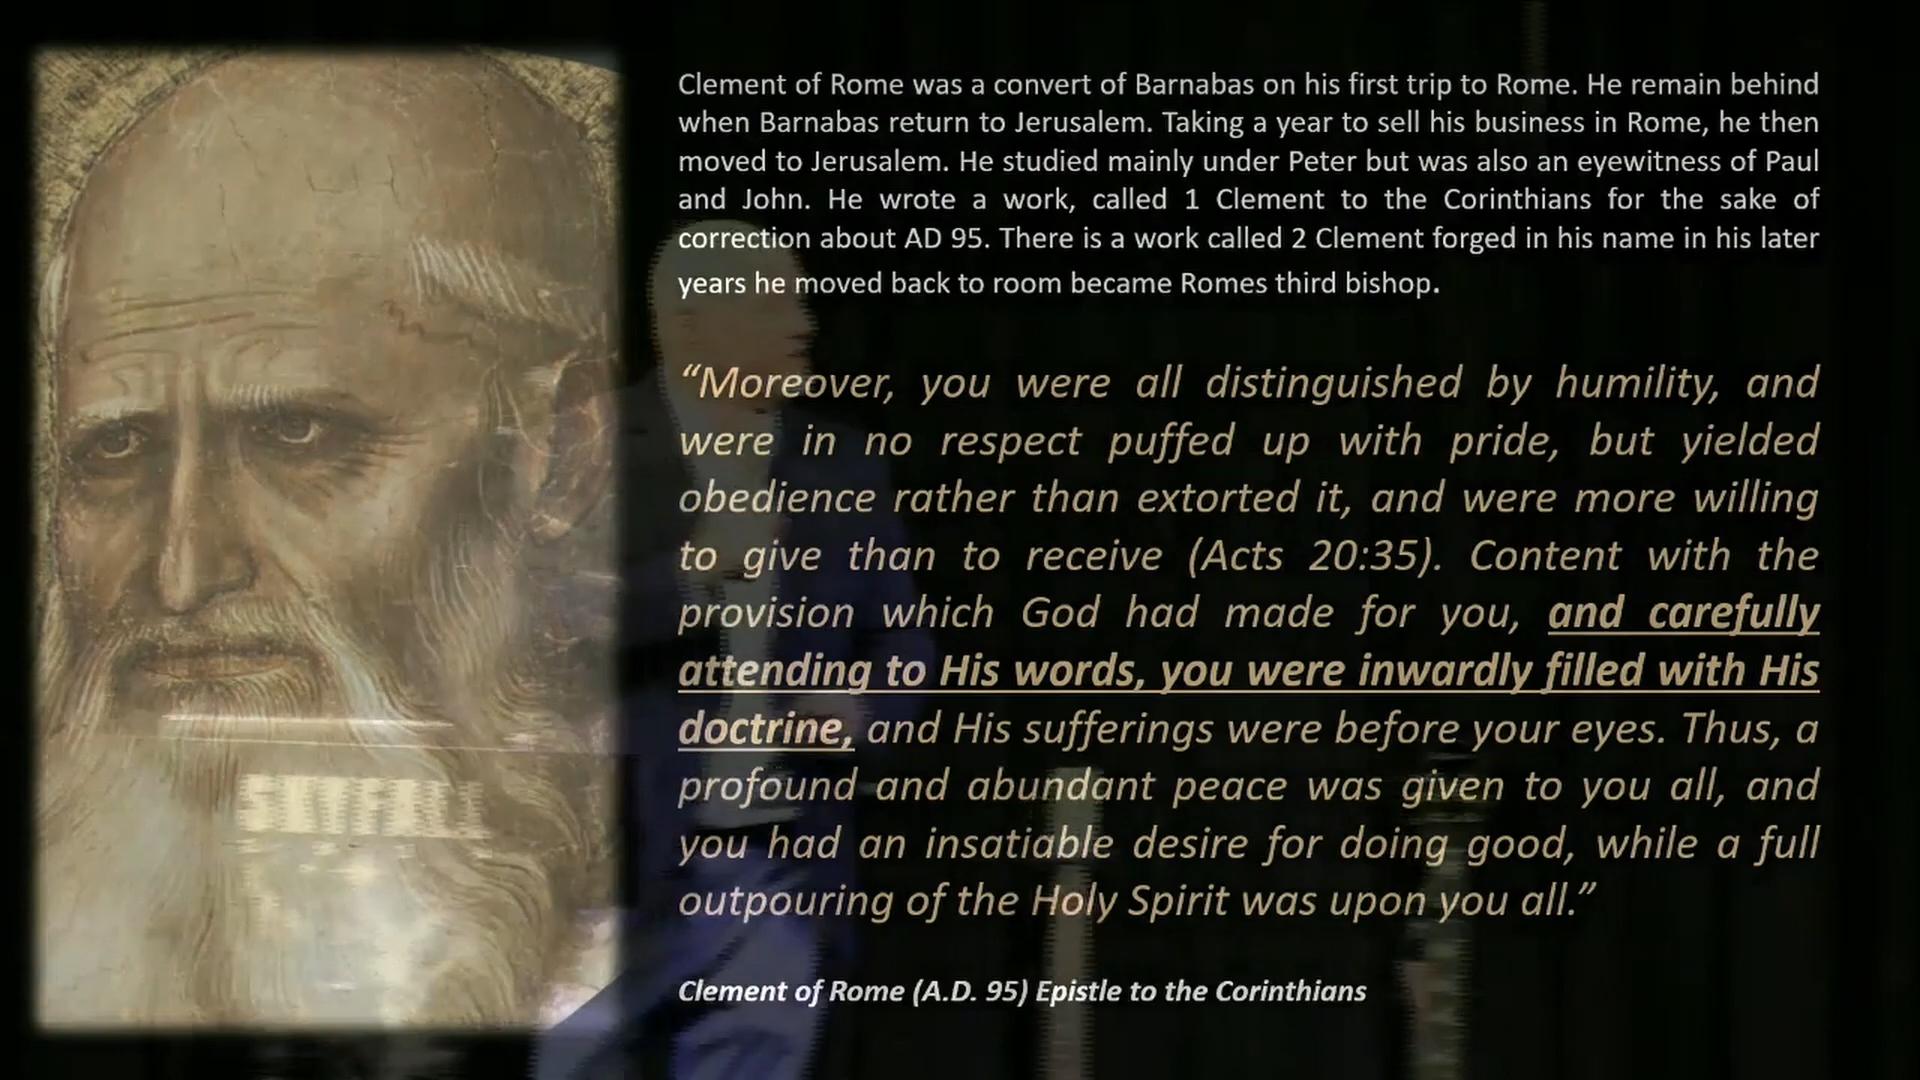 Clement of Rome was a convert of Barnabas on his first trip to Rome. He remain behind
when Barnabas return to Jerusalem. Taking a year to sell his business in Rome, he then
moved to Jerusalem. He studied mainly under Peter but was also an eyewitness of Paul
and John. He wrote a work, called 1 Clement to the Corinthians for the sake of
correction about AD 95. There is a work called 2 Clement forged in his name in his later
years he moved back to room became Romes third bishop.
“Moreover, you were all distinguished by humility, and
were in no respect puffed up with pride, but yielded
obedience rather than extorted it, and were more willing
to give than to receive (Acts 20:35). Content with the
provision which God had made for you, and carefully
attending to His words, you were inwardly filled with His
doctrine, and His sufferings were before your eyes. Thus, a
profound and abundant peace was given to you all, and
you had an insatiable desire for doing good, while a full
outpouring of the Holy Spirit was upon you all.”
Clement of Rome (A.D. 95) Epistle to the Corinthians
SKYFALL